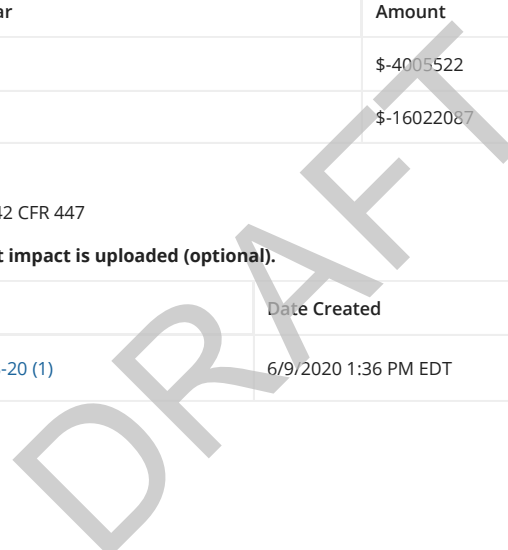 ar Amount
$-4005522
$-16022087
42 CFR 447
t impact is uploaded (optional).
Date Created
-20 (1) 6/9/2020 1:36 PM EDT
DRAFT